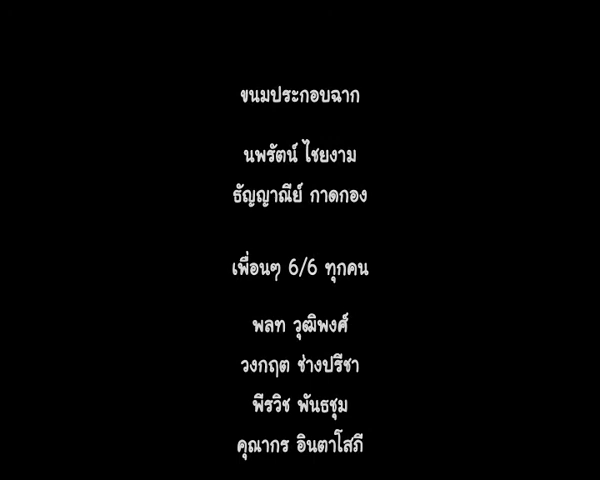 ขนมประกอบฉาก
นพรัตน์ ไชยงาม
ธัญญาณีย์ กาดกอง
เพื่อนๆ 6/6 ทุกคน
พลท วุฒิพงศ์
วงกฤต ช่างปรีชา
พีรวิช พันธชุม
คุณากร อินตาโสภี